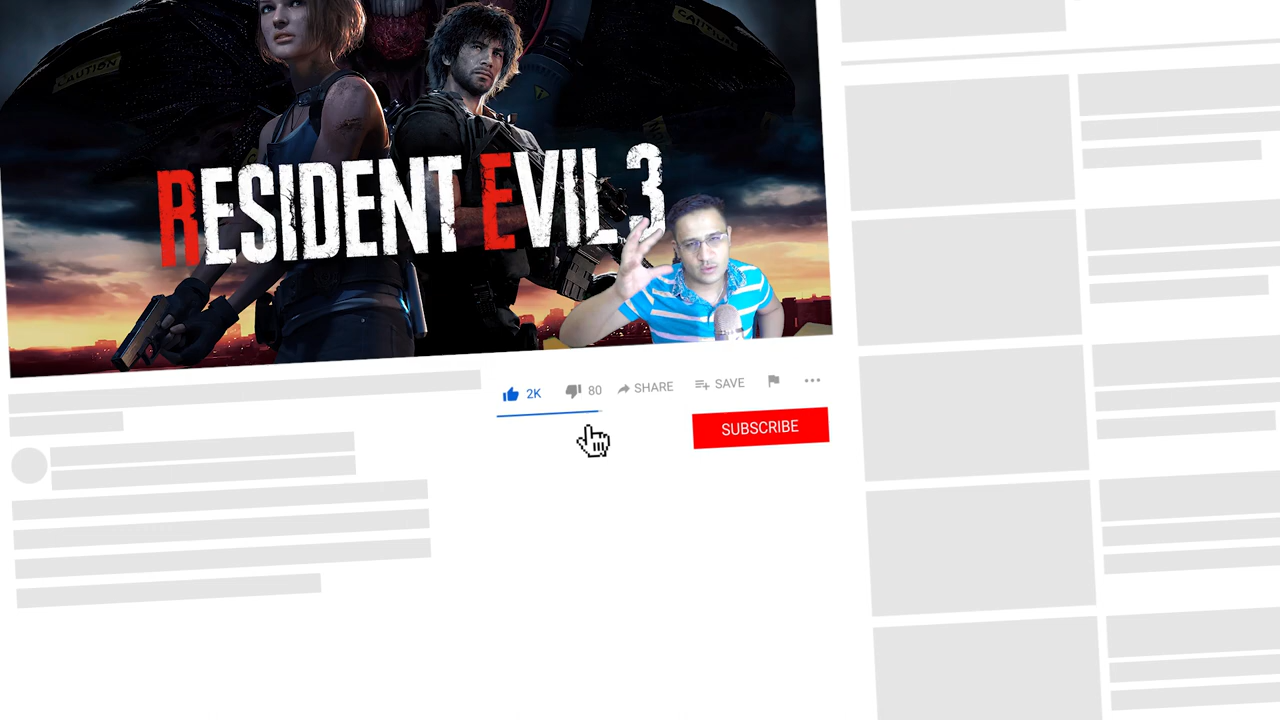 CAUTION
CAUTION
RESIDENT EVIL 3
2K
80
SHARE
SAVE
SUBSCRIBE